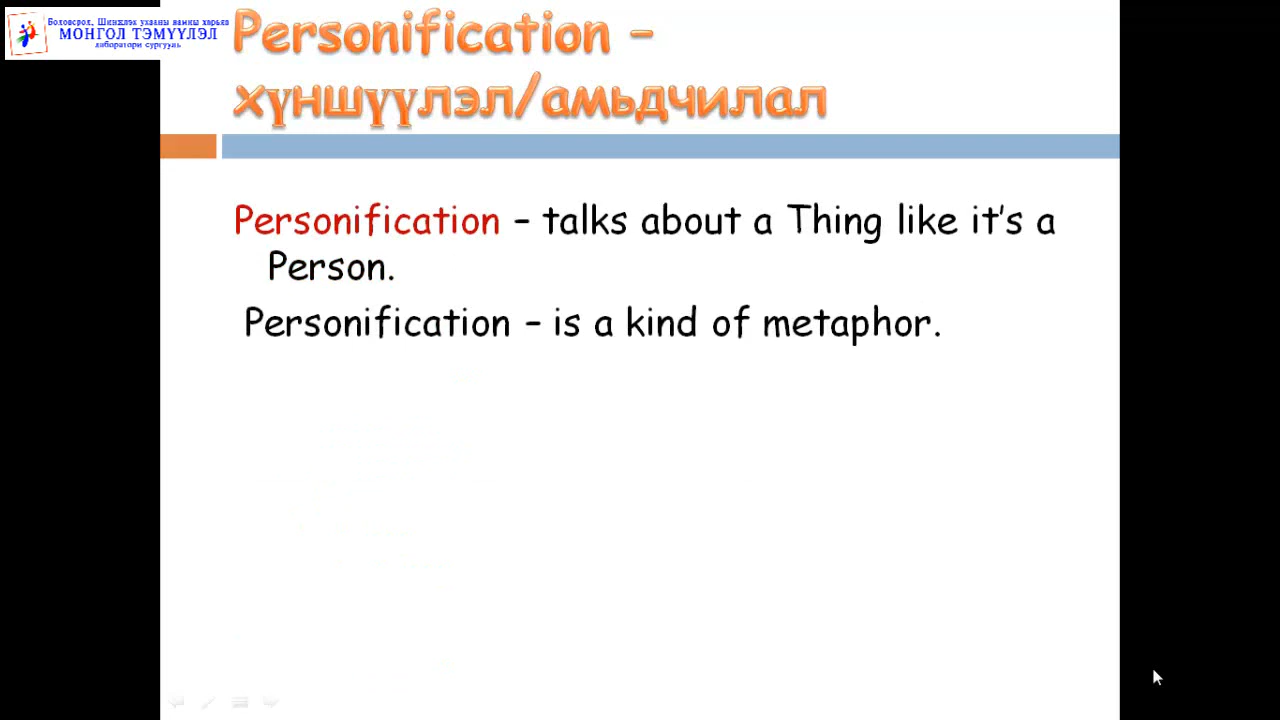 Боловсрол, Шинжлэх ухааны яамны харьяа
МОНГОЛ ТЭМҮҮЛЭЛ
лаборатори сургууль
Personification –
хүншүүлэл/амьдчилал
Personification – talks about a Thing like it's a
Person.
Personification – is a kind of metaphor.